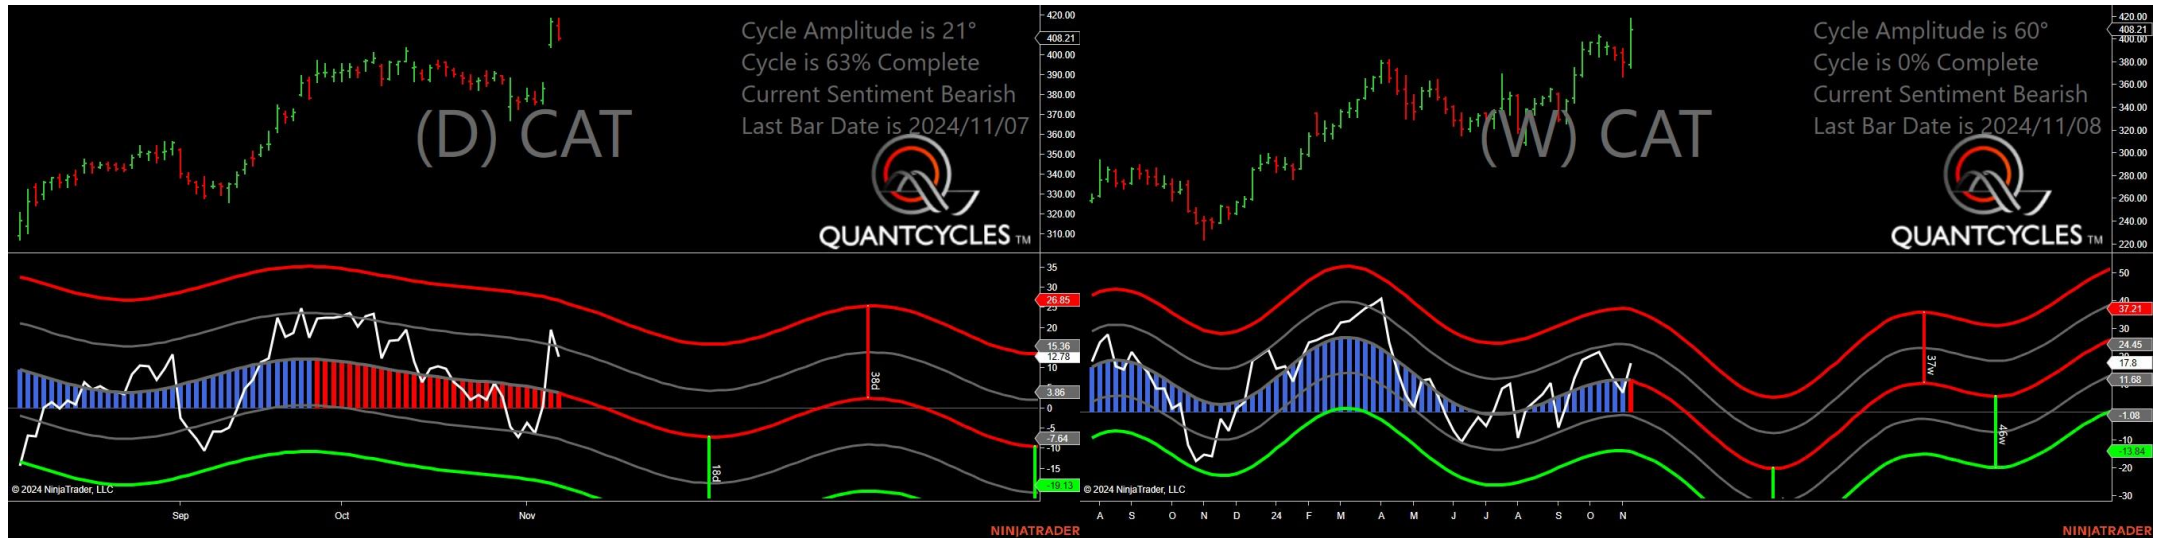 (D) CAT
Cycle Amplitude is 21°
Cycle is 63% Complete
Current Sentiment Bearish
Last Bar Date is 2024/11/07
QUANTCYCLES TM
420.00
408.21
400.00
390.00
380.00
370.00
360.00
350.00
340.00
330.00
320.00
310.00
35
30
26.85
25
20
15.36
12.78
10
3.86
0
-5
-7.64
-10
-15
-19.13
18d
38d
© 2024 NinjaTrader, LLC
Sep
Oct
Nov
NINJATRADER
(W) CAT
Cycle Amplitude is 60°
Cycle is 0% Complete
Current Sentiment Bearish
Last Bar Date is 2024/11/08
QUANTCYCLES TM
420.00
408.21
400.00
380.00
360.00
340.00
320.00
300.00
280.00
260.00
240.00
220.00
50
40
37.21
30
24.45
17.8
11.68
-1.08
-10
-13.84
-20
-30
37w
46w
© 2024 NinjaTrader, LLC
A S O N D 24 F M A M J J A S O N
NINJATRADER